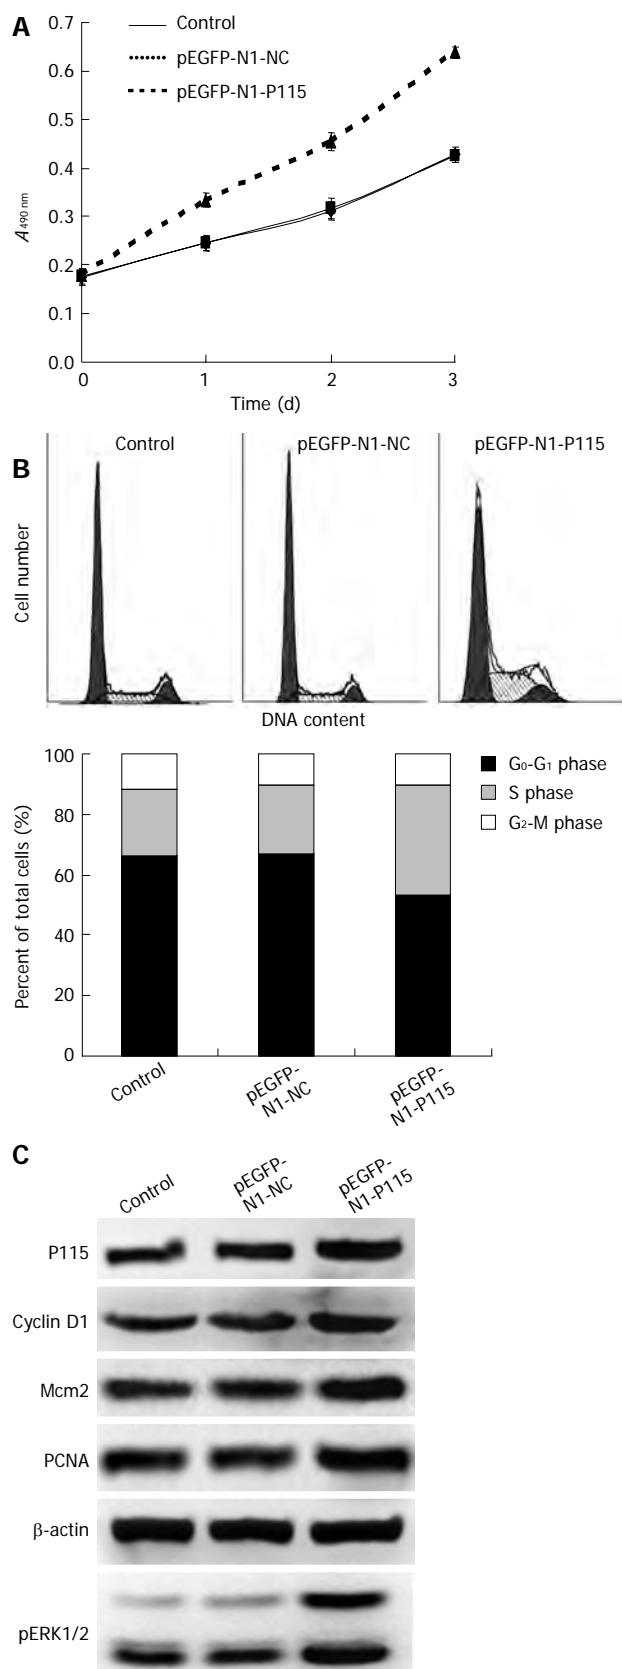 A
0.7
0.6
0.5
0.4
0.3
0.2
0.1
0.0
A490 nm
Control
pEGFP-N1-NC
pEGFP-N1-P115
0 1 2 3
Time (d)
B
Control pEGFP-N1-NC pEGFP-N1-P115
Cell number
DNA content
100
80
60
40
20
0
Percent of total cells (%)
G0-G1 phase
S phase
G2-M phase
Control
pEGFP-
N1-NC
pEGFP-
N1-P115
C
Control
pEGFP-
N1-NC
pEGFP-
N1-P115
P115
Cyclin D1
Mcm2
PCNA
β-actin
pERK1/2